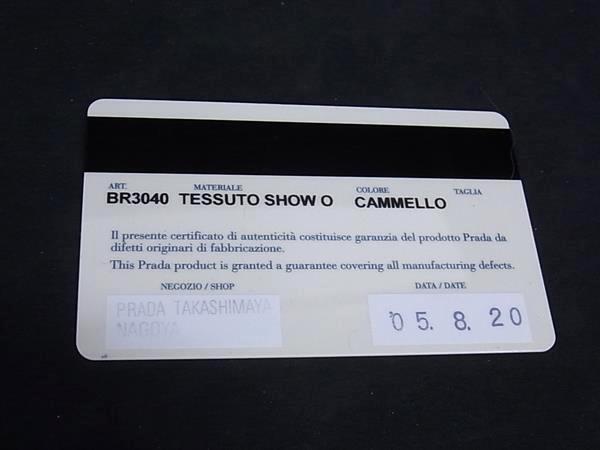 ART. MATERIALE COLORE TAGLIA
BR3040 TESSUTO SHOW O CAMMELLO
Il presente certificato di autenticità costituisce garanzia del prodotto Prada da
difetti originari di fabbricazione.
This Prada product is granted a guarantee covering all manufacturing defects.
NEGOZIO / SHOP DATA / DATE
PRADA TAKASHIMAYA
NAGOYA
'05.8.20